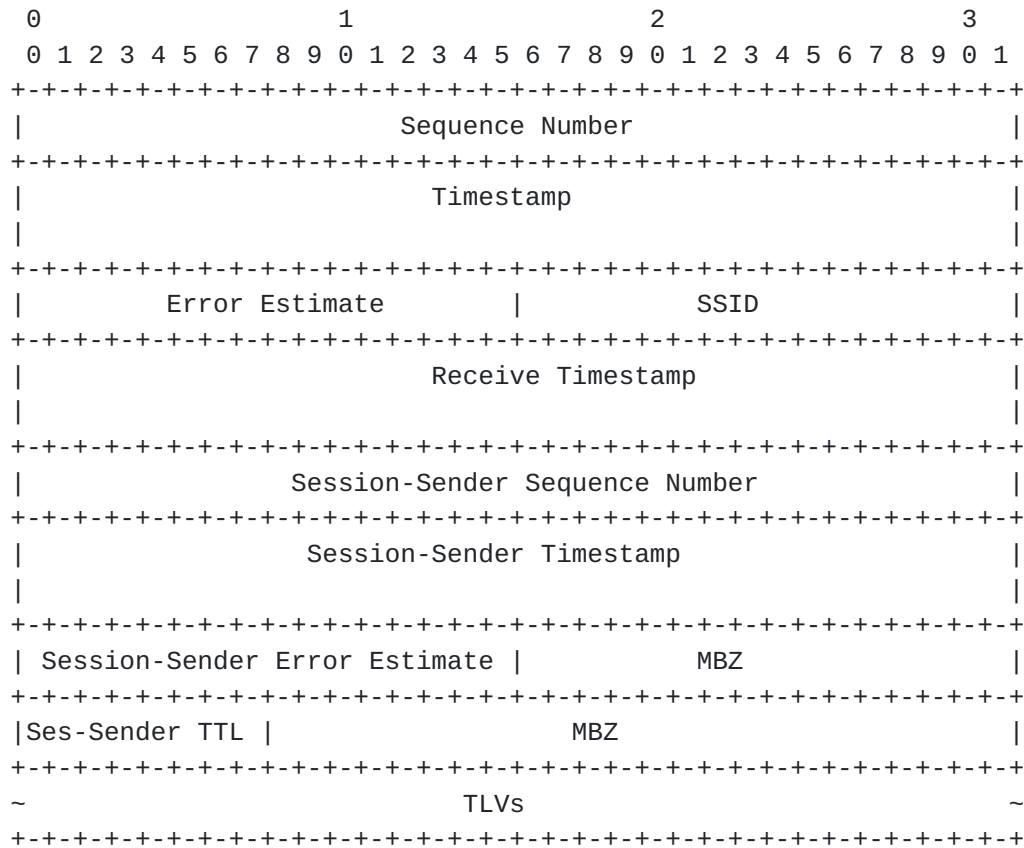 0                   1                   2                   3
 0 1 2 3 4 5 6 7 8 9 0 1 2 3 4 5 6 7 8 9 0 1 2 3 4 5 6 7 8 9 0 1
+-+-+-+-+-+-+-+-+-+-+-+-+-+-+-+-+-+-+-+-+-+-+-+-+-+-+-+-+-+-+-+-+
|                        Sequence Number                        |
+-+-+-+-+-+-+-+-+-+-+-+-+-+-+-+-+-+-+-+-+-+-+-+-+-+-+-+-+-+-+-+-+
|                          Timestamp                            |
|                                                               |
+-+-+-+-+-+-+-+-+-+-+-+-+-+-+-+-+-+-+-+-+-+-+-+-+-+-+-+-+-+-+-+-+
|         Error Estimate        |           SSID                |
+-+-+-+-+-+-+-+-+-+-+-+-+-+-+-+-+-+-+-+-+-+-+-+-+-+-+-+-+-+-+-+-+
|                          Receive Timestamp                    |
|                                                               |
+-+-+-+-+-+-+-+-+-+-+-+-+-+-+-+-+-+-+-+-+-+-+-+-+-+-+-+-+-+-+-+-+
|                 Session-Sender Sequence Number                |
+-+-+-+-+-+-+-+-+-+-+-+-+-+-+-+-+-+-+-+-+-+-+-+-+-+-+-+-+-+-+-+-+
|                  Session-Sender Timestamp                     |
|                                                               |
+-+-+-+-+-+-+-+-+-+-+-+-+-+-+-+-+-+-+-+-+-+-+-+-+-+-+-+-+-+-+-+-+
| Session-Sender Error Estimate |           MBZ                 |
+-+-+-+-+-+-+-+-+-+-+-+-+-+-+-+-+-+-+-+-+-+-+-+-+-+-+-+-+-+-+-+-+
|Ses-Sender TTL |                   MBZ                         |
+-+-+-+-+-+-+-+-+-+-+-+-+-+-+-+-+-+-+-+-+-+-+-+-+-+-+-+-+-+-+-+-+
~                            TLVs                               ~
+-+-+-+-+-+-+-+-+-+-+-+-+-+-+-+-+-+-+-+-+-+-+-+-+-+-+-+-+-+-+-+-+